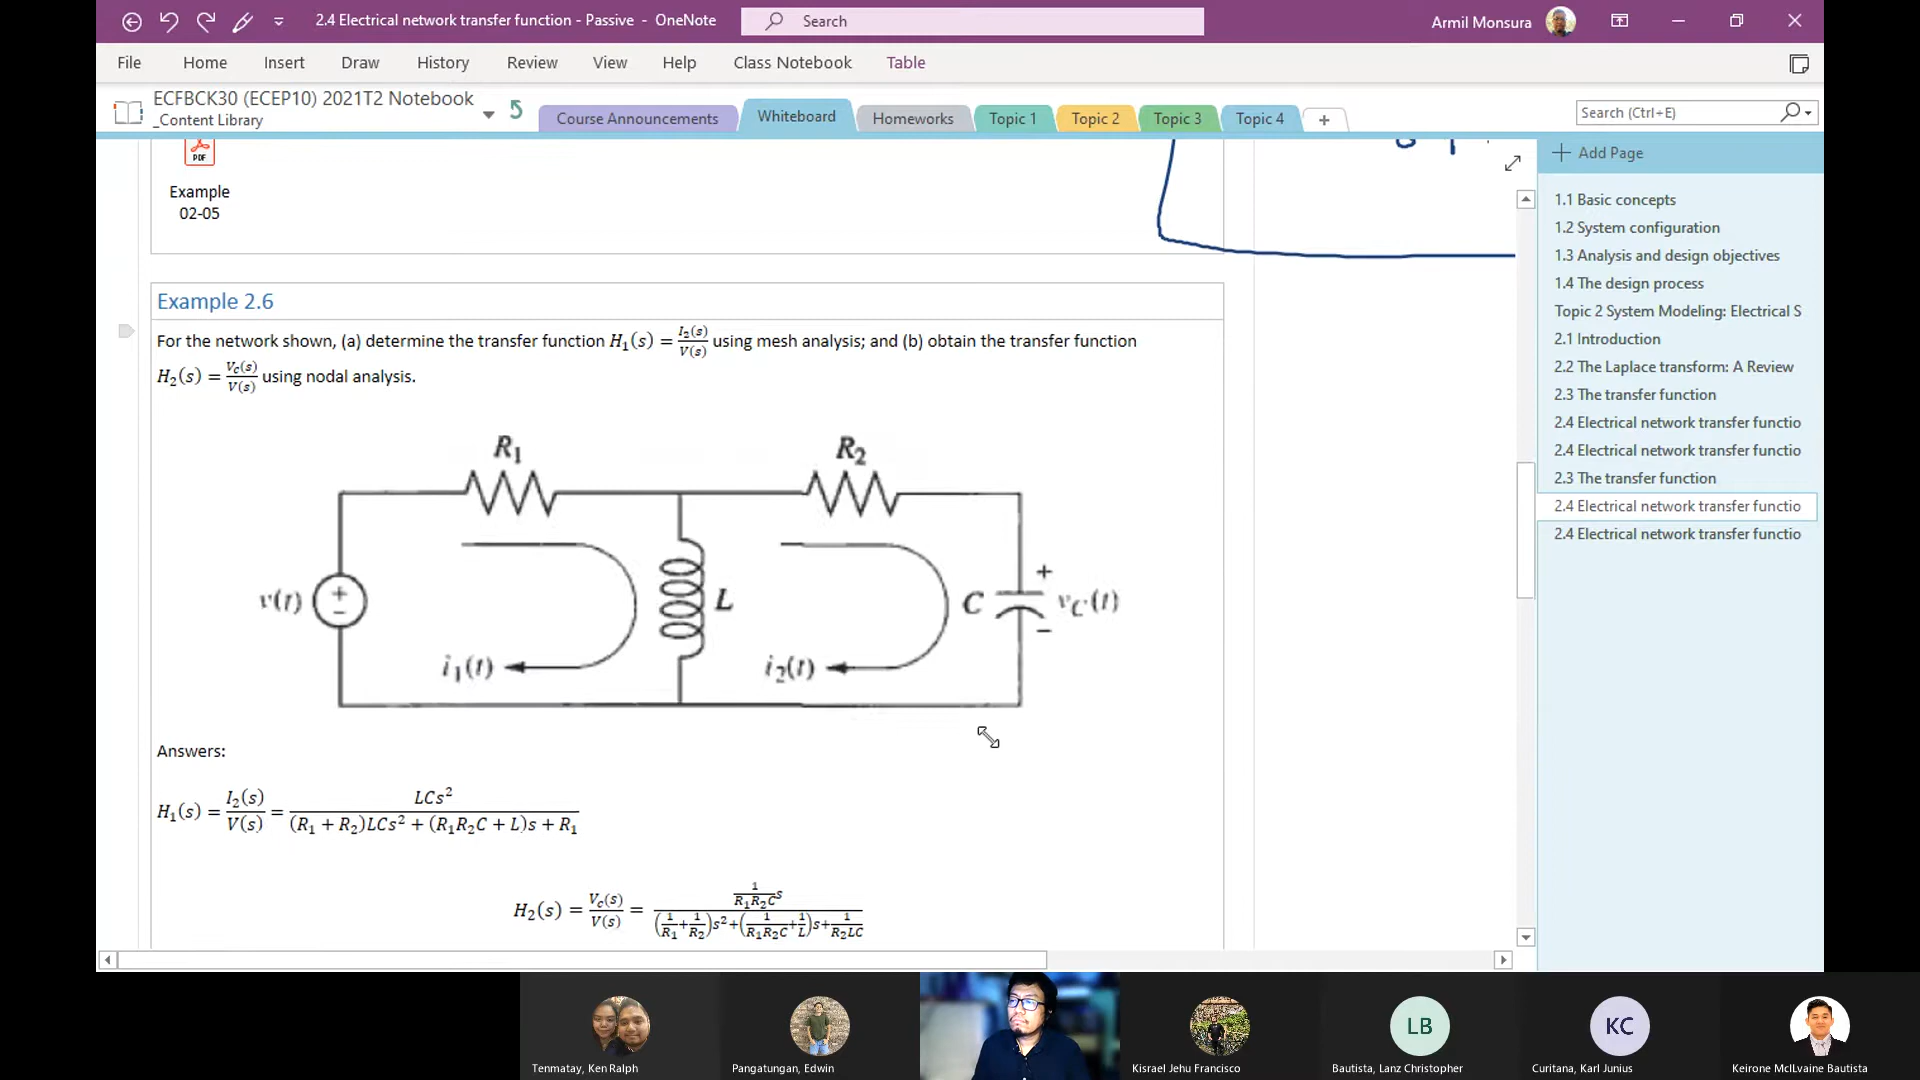 2.4 Electrical network transfer function - Passive - OneNote
Search
Armil Monsura
File Home Insert Draw History Review View Help Class Notebook Table
ECFBCK30 (ECEP10) 2021T2 Notebook
_Content Library
Course Announcements Whiteboard Homeworks Topic 1 Topic 2 Topic 3 Topic 4 +
Search (Ctrl+E)
Add Page
1.1 Basic concepts
1.2 System configuration
1.3 Analysis and design objectives
1.4 The design process
Topic 2 System Modeling: Electrical S
2.1 Introduction
2.2 The Laplace transform: A Review
2.3 The transfer function
2.4 Electrical network transfer functio
2.4 Electrical network transfer functio
2.3 The transfer function
2.4 Electrical network transfer functio
2.4 Electrical network transfer functio
PDF
Example
02-05
Example 2.6
For the network shown, (a) determine the transfer function H₁(s) = I₂(s)/V(s) using mesh analysis; and (b) obtain the transfer function
H₂(s) = V_c(s)/V(s) using nodal analysis.
R₁ R₂
v(t) + − L C + v_C(t) −
i₁(t) i₂(t)
Answers:
H₁(s) = I₂(s)/V(s) = LCs²/((R₁ + R₂)LCs² + (R₁R₂C + L)s + R₁)
H₂(s) = V_c(s)/V(s) = (1/(R₁R₂C) s)/((1/R₁+1/R₂)s²+(1/(R₁R₂C)+1/L)s+1/(R₂LC))
LB KC
Tenmatay, Ken Ralph
Pangatungan, Edwin
Kisrael Jehu Francisco
Bautista, Lanz Christopher
Curitana, Karl Junius
Keirone McIlvaine Bautista